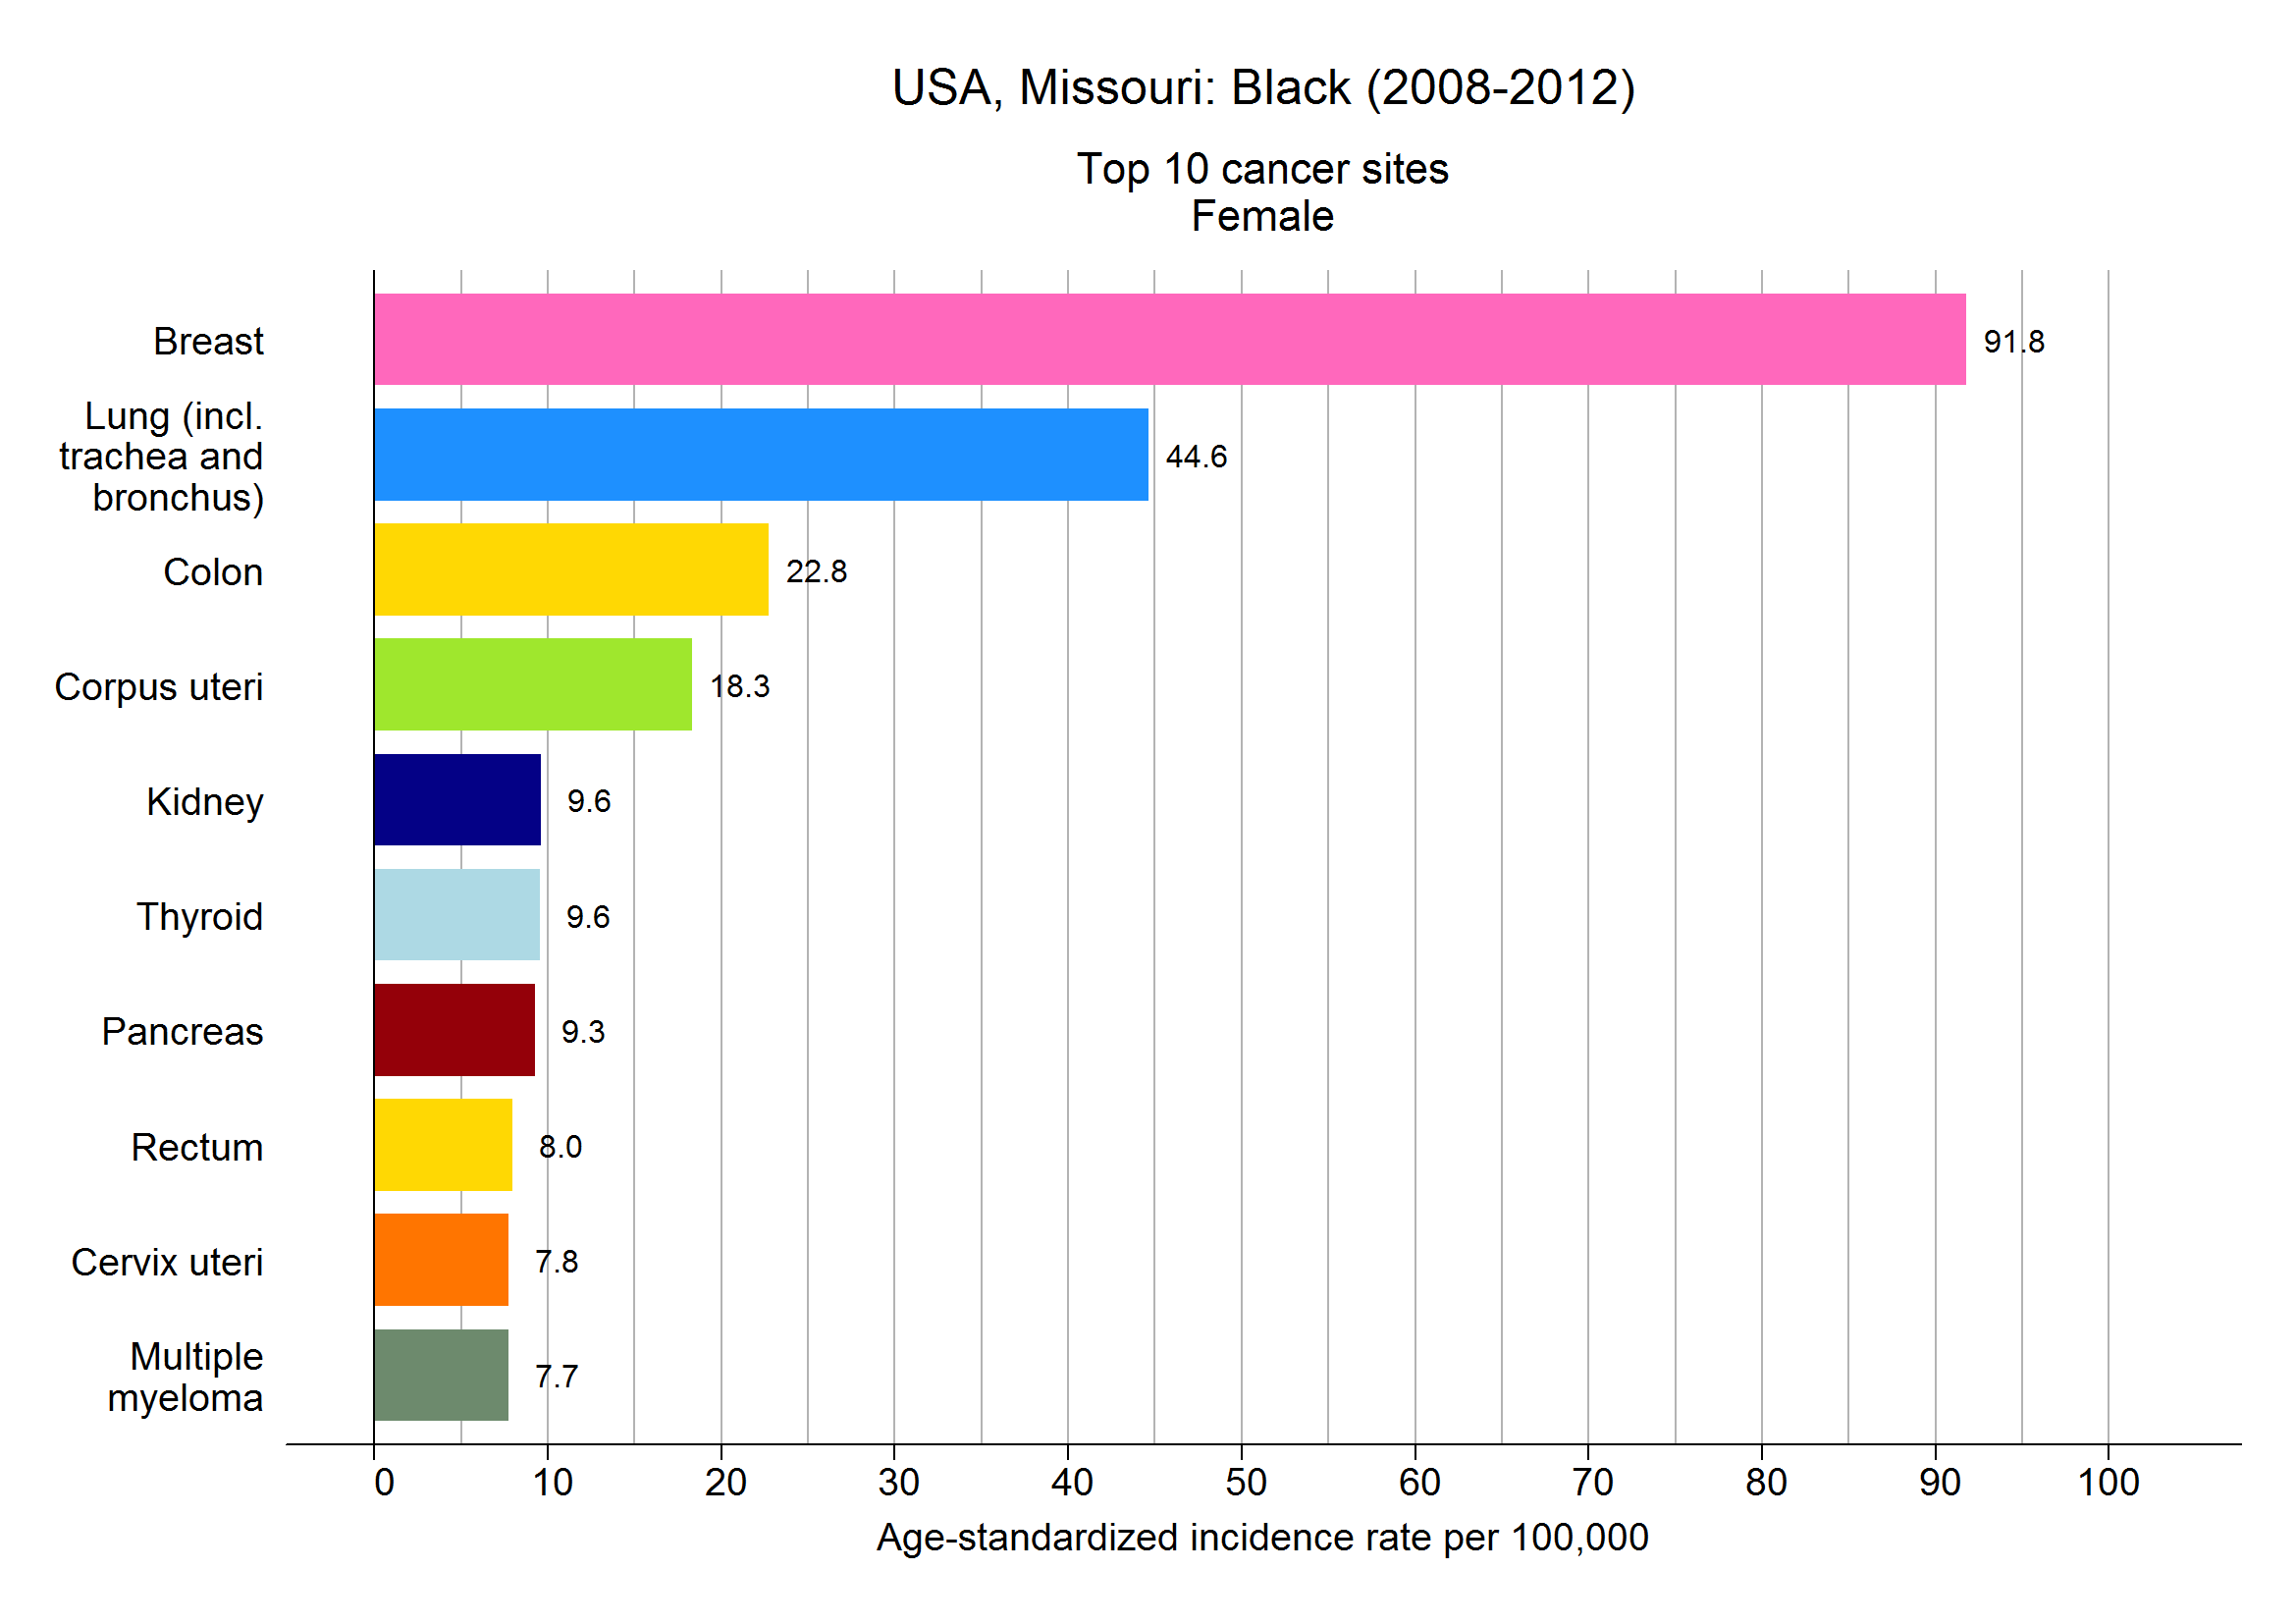 USA, Missouri: Black (2008-2012)
Top 10 cancer sites
Female
Breast
91.8
Lung (incl.
trachea and
bronchus)
44.6
Colon
22.8
Corpus uteri
18.3
Kidney
9.6
Thyroid
9.6
Pancreas
9.3
Rectum
8.0
Cervix uteri
7.8
Multiple
myeloma
7.7
0 10 20 30 40 50 60 70 80 90 100
Age-standardized incidence rate per 100,000